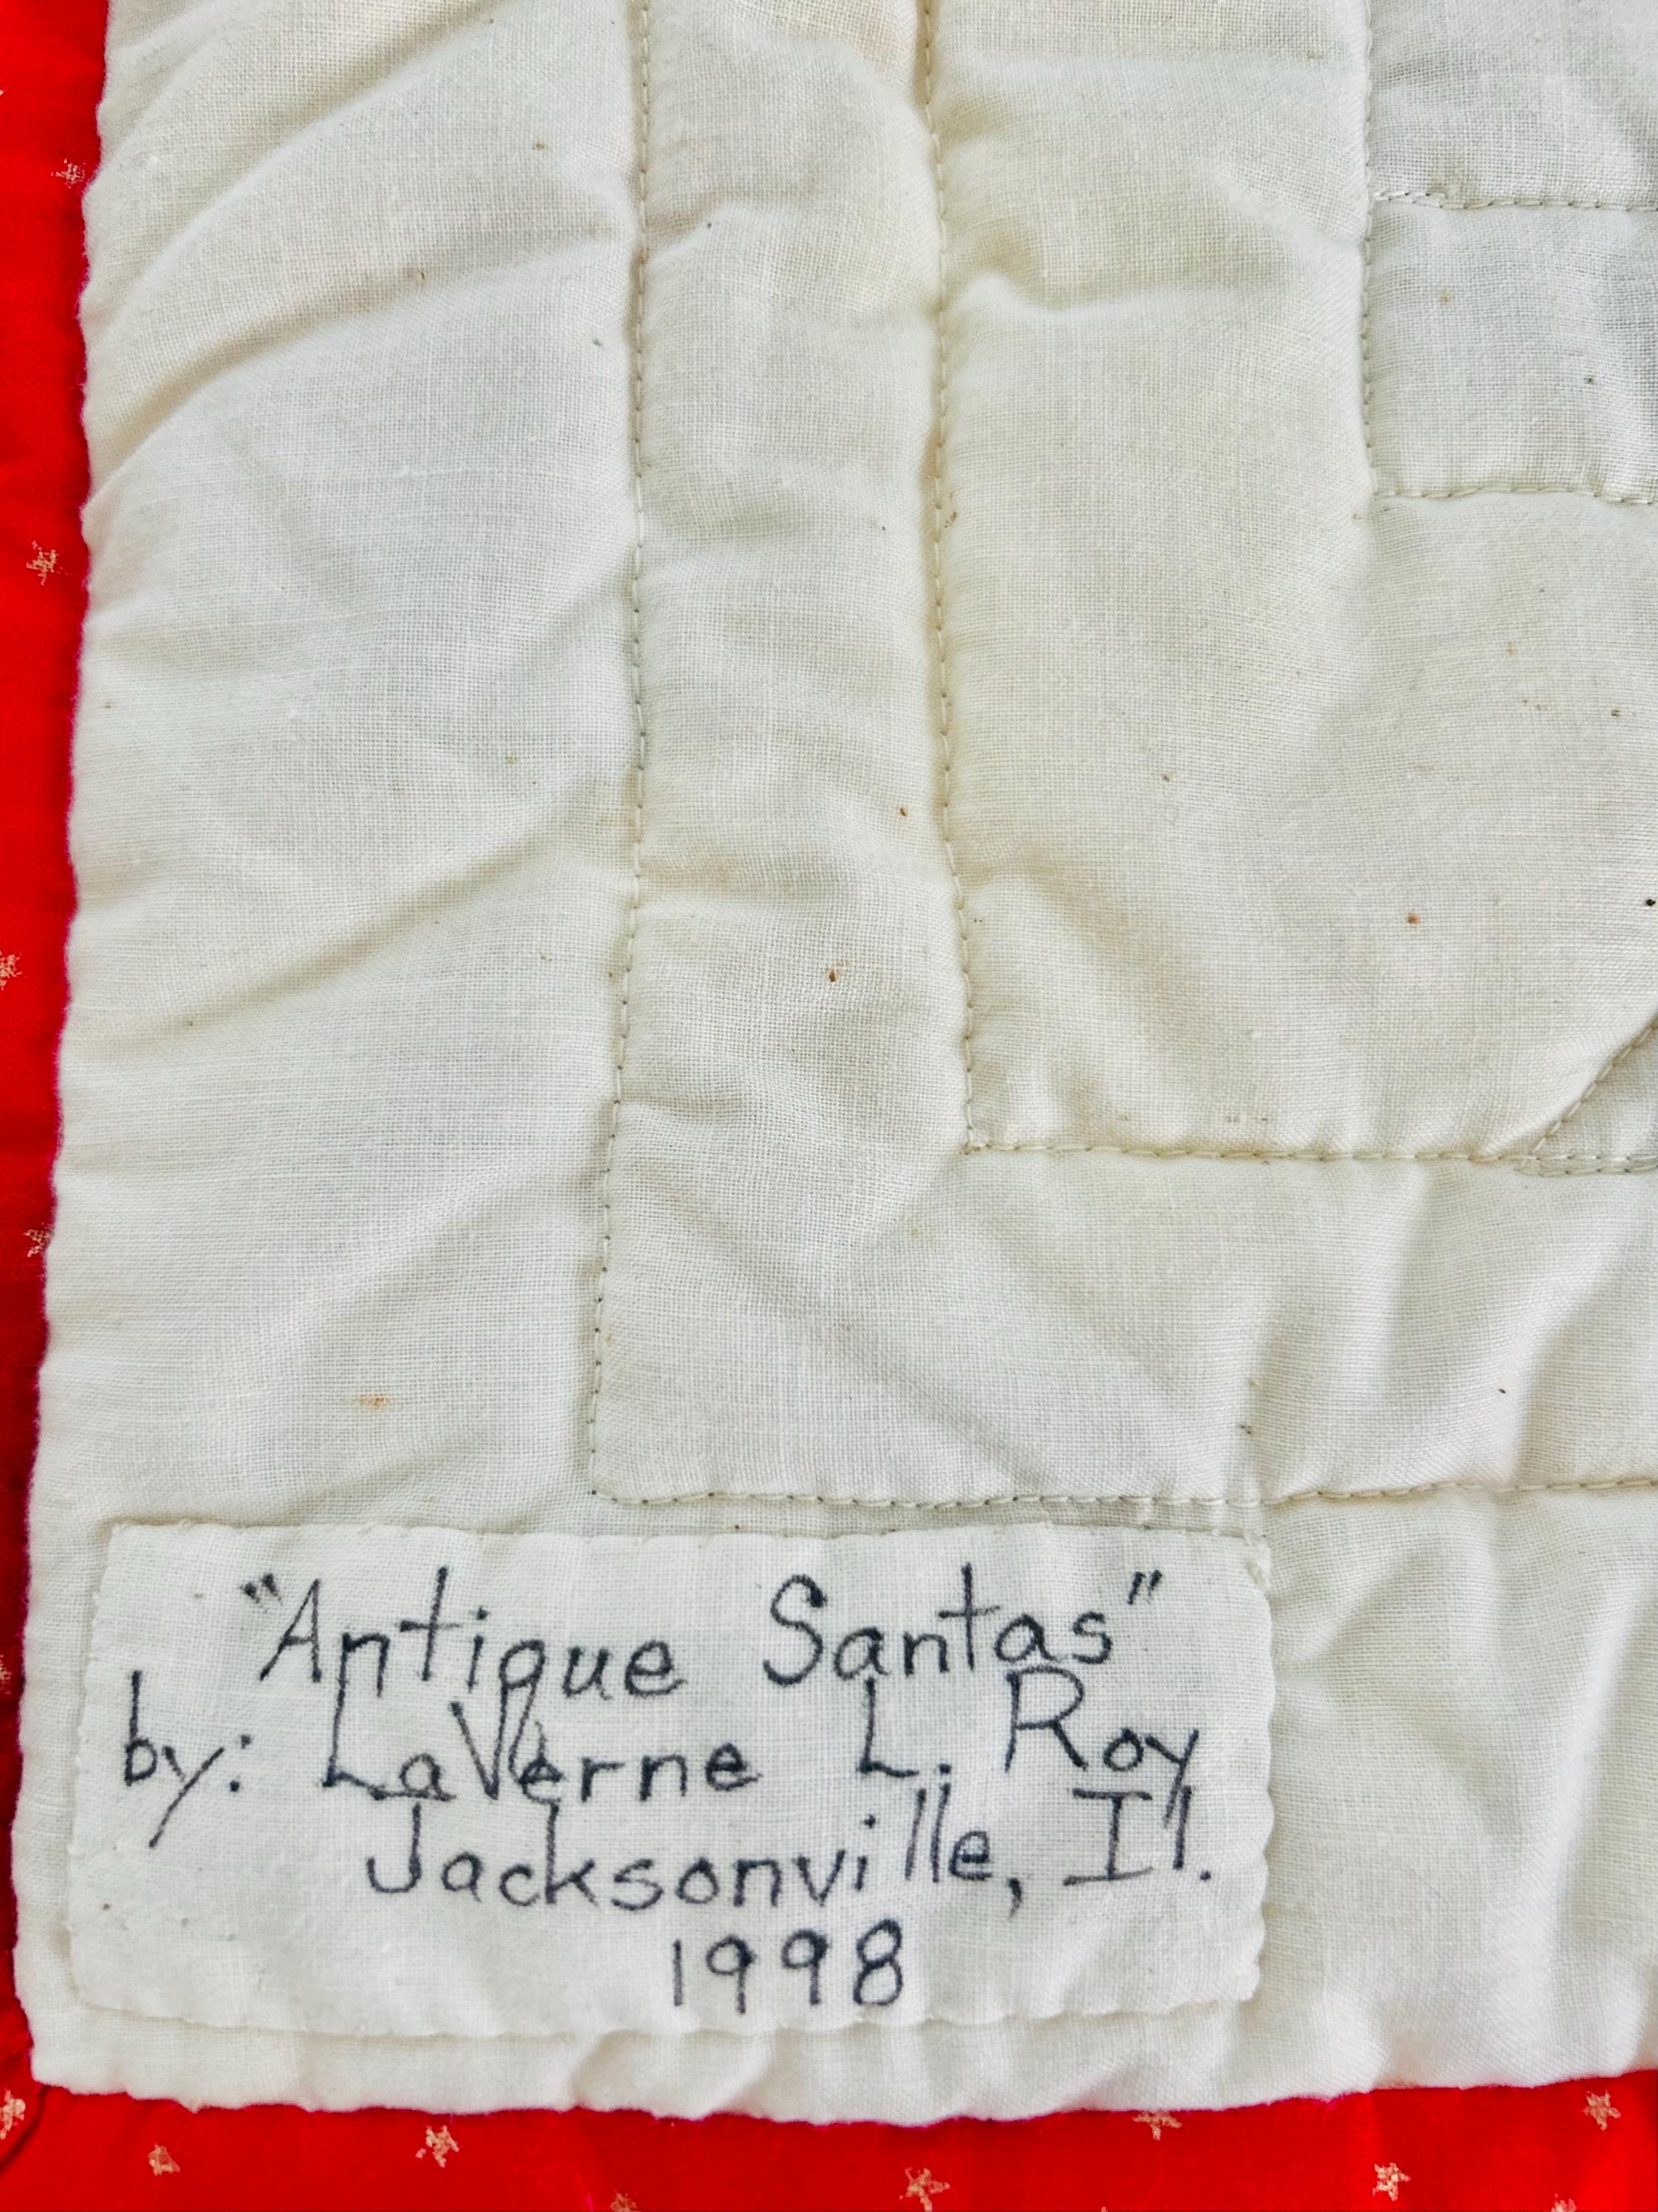 "Antique Santas"
by: LaVerne L. Roy
Jacksonville, Il.
1998